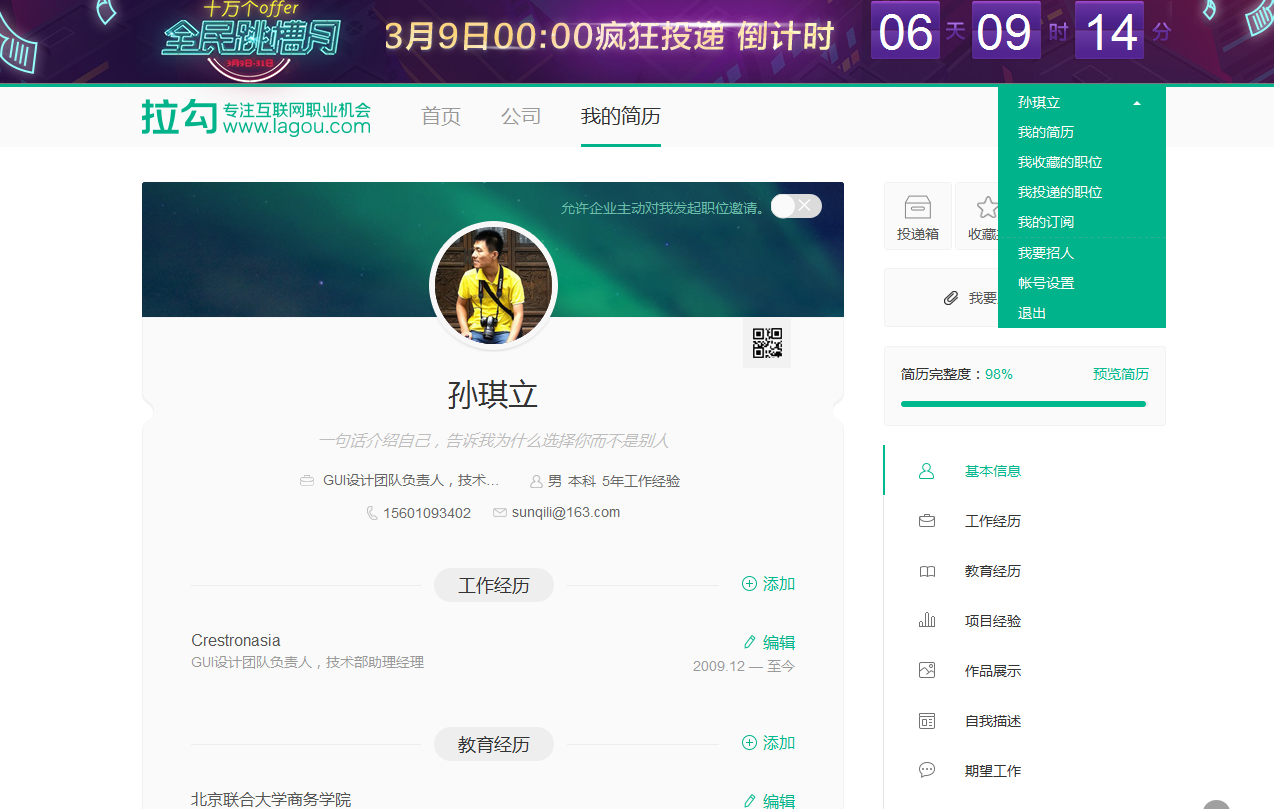 十万个offer
全民跳槽月
3月9日-31日
3月9日00:00疯狂投递 倒计时
06 天 09 时 14 分
拉勾 专注互联网职业机会
www.lagou.com
首页 公司 我的简历
孙琪立
我的简历
我收藏的职位
我投递的职位
我的订阅
我要招人
帐号设置
退出
允许企业主动对我发起职位邀请。
投递箱 收藏
我要
简历完整度：98% 预览简历
孙琪立
一句话介绍自己，告诉我为什么选择你而不是别人
GUI设计团队负责人，技术... 男 本科 5年工作经验
15601093402 sunqili@163.com
工作经历 添加
Crestronasia 编辑
GUI设计团队负责人，技术部助理经理 2009.12 — 至今
教育经历 添加
北京联合大学商务学院 编辑
基本信息
工作经历
教育经历
项目经验
作品展示
自我描述
期望工作